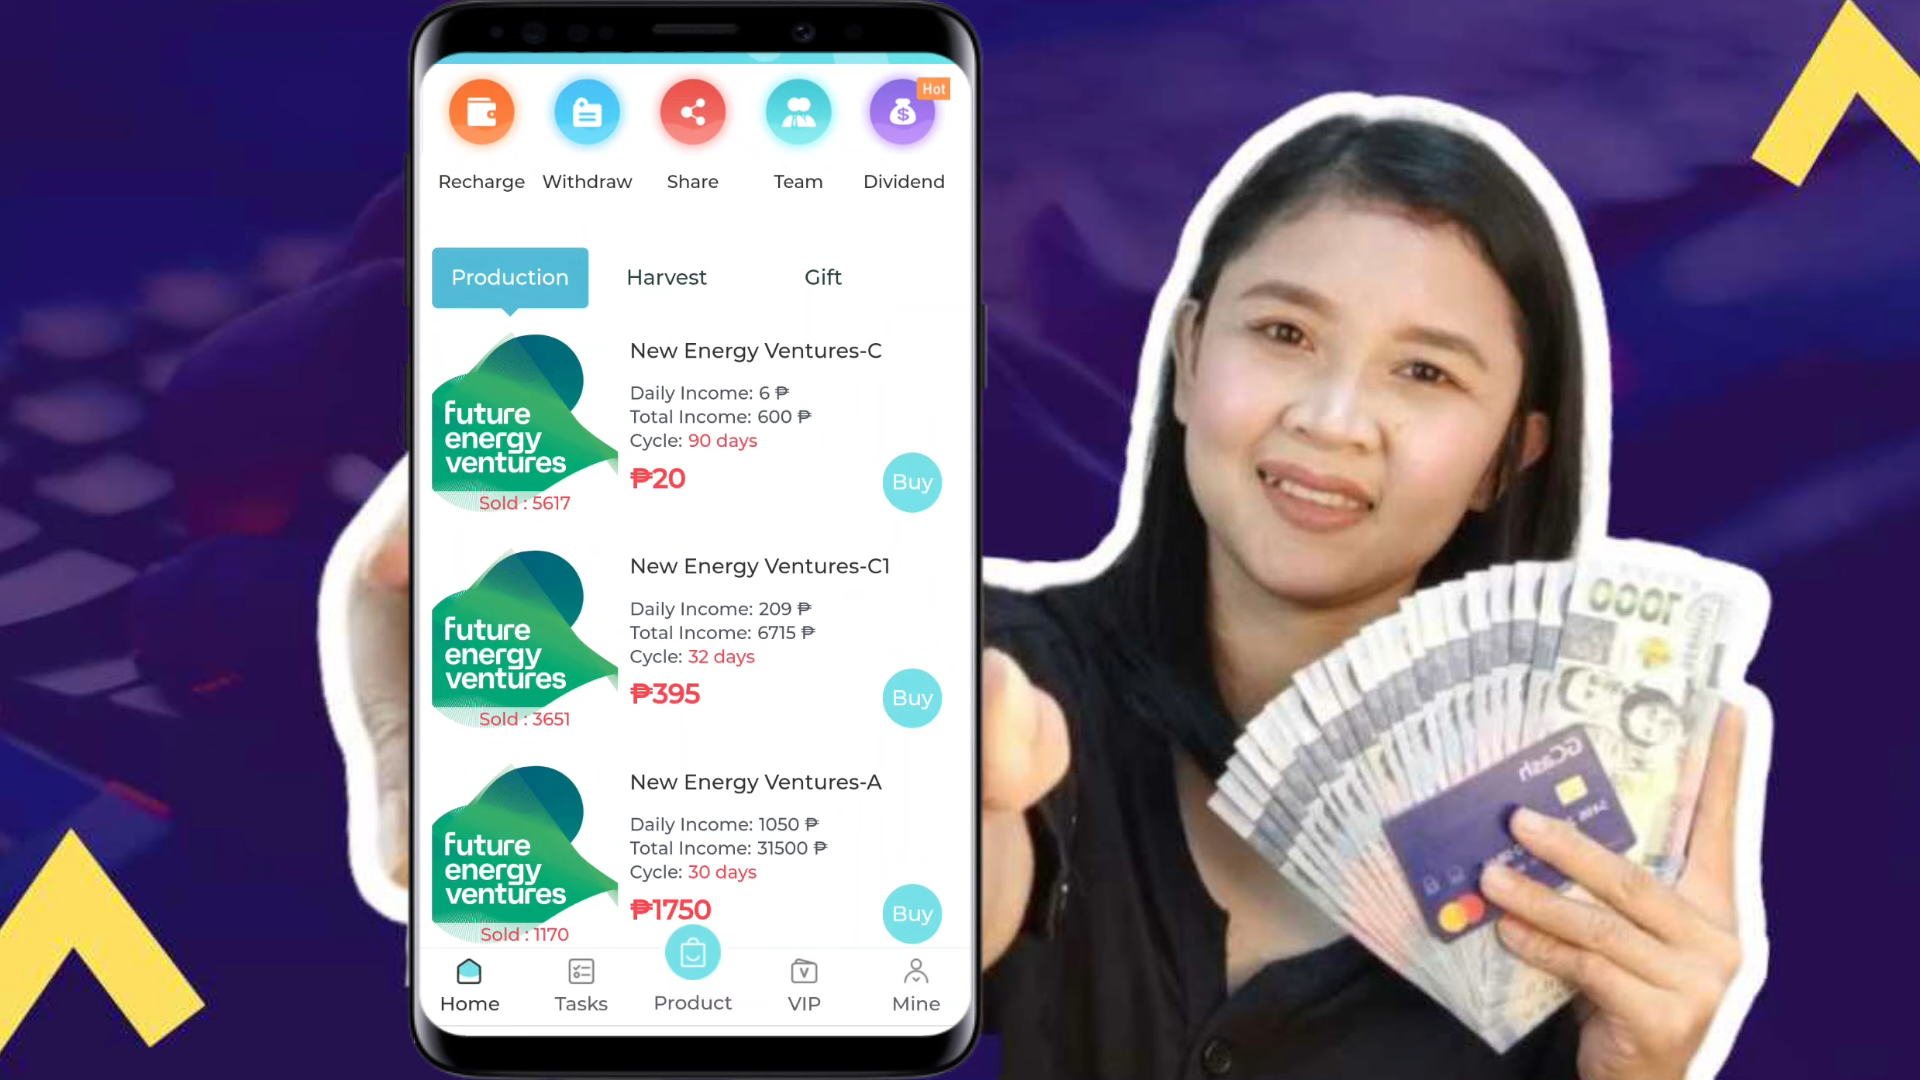 Hot
Recharge Withdraw Share Team Dividend
Production Harvest Gift
future
energy
ventures
Sold : 5617
New Energy Ventures-C
Daily Income: 6 ₱
Total Income: 600 ₱
Cycle: 90 days
₱20
Buy
future
energy
ventures
Sold : 3651
New Energy Ventures-C1
Daily Income: 209 ₱
Total Income: 6715 ₱
Cycle: 32 days
₱395
Buy
future
energy
ventures
Sold : 1170
New Energy Ventures-A
Daily Income: 1050 ₱
Total Income: 31500 ₱
Cycle: 30 days
₱1750
Buy
Home Tasks Product VIP Mine
1000
GCash